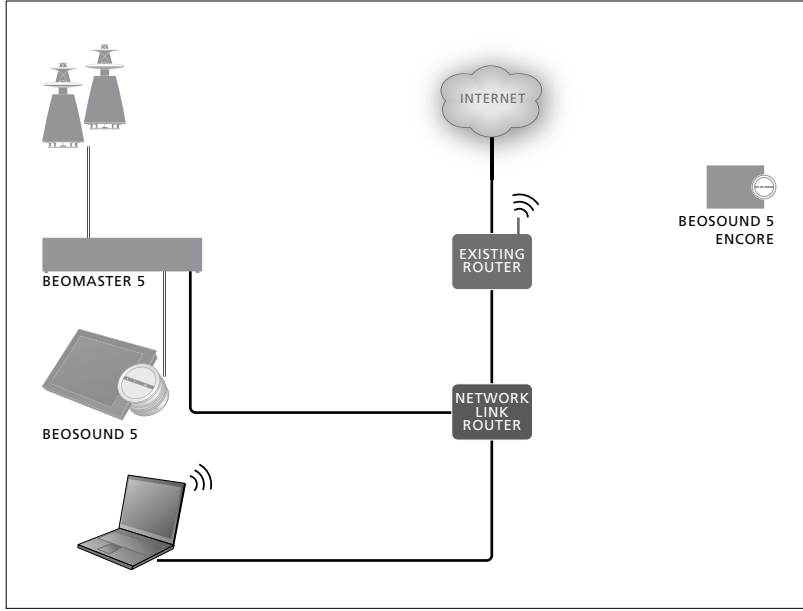 INTERNET
BEOSOUND 5
ENCORE
EXISTING
ROUTER
BEOMASTER 5
NETWORK
LINK
ROUTER
BEOSOUND 5